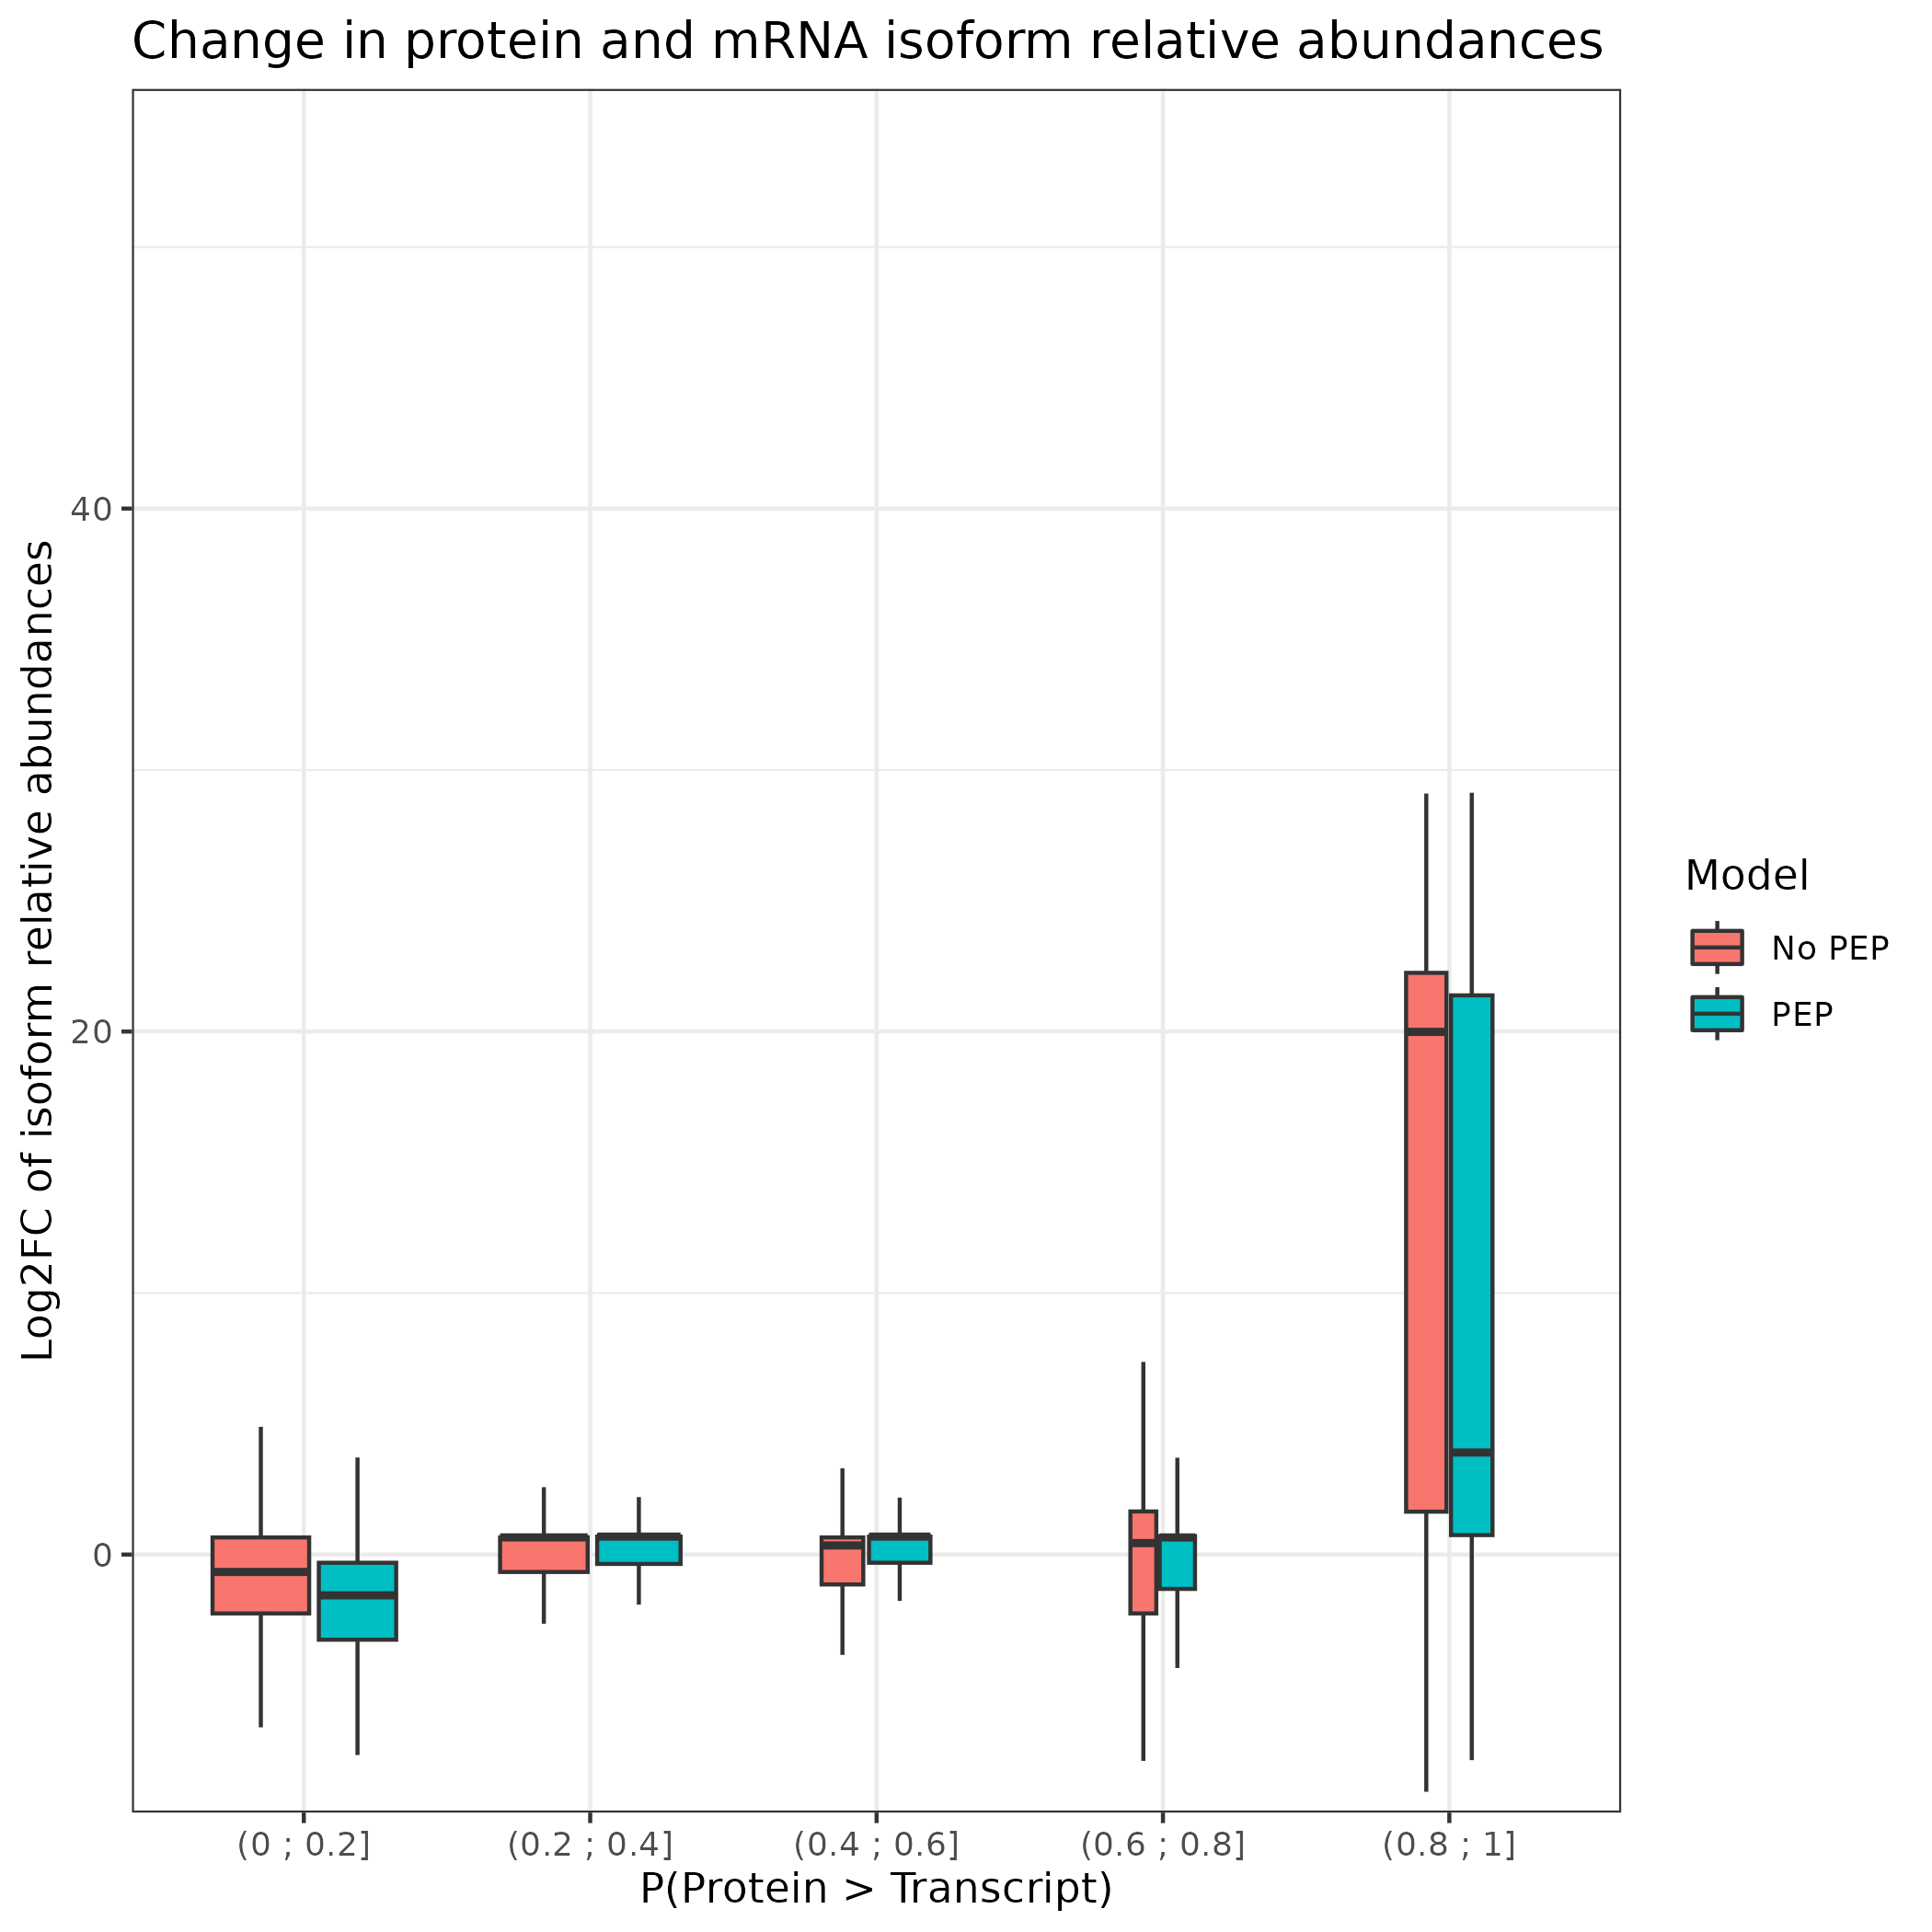 Change in protein and mRNA isoform relative abundances
Log2FC of isoform relative abundances
40
20
0
(0 ; 0.2]
(0.2 ; 0.4]
(0.4 ; 0.6]
(0.6 ; 0.8]
(0.8 ; 1]
P(Protein > Transcript)
Model
No PEP
PEP